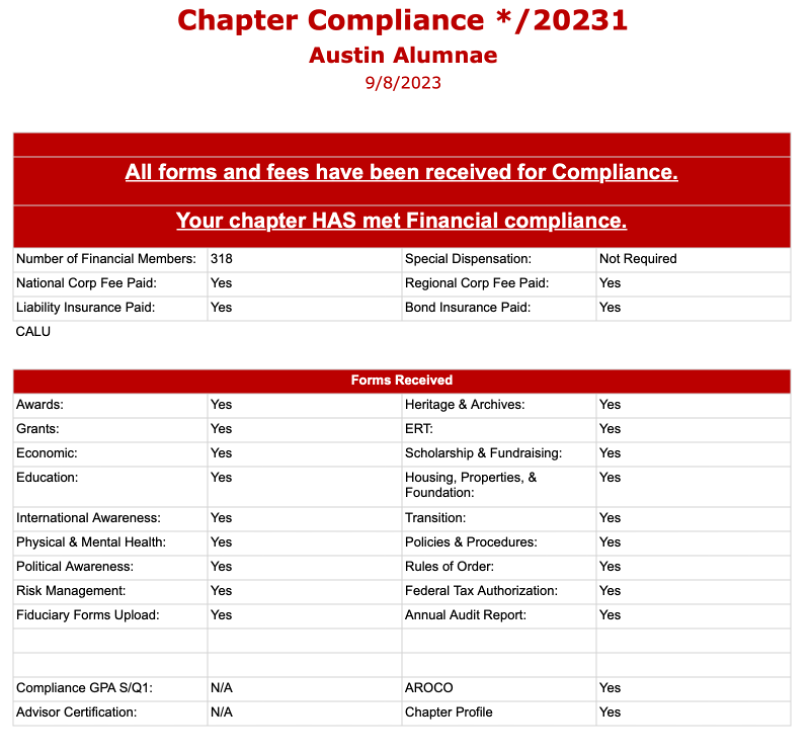 Chapter Compliance */20231
Austin Alumnae
9/8/2023
All forms and fees have been received for Compliance.
Your chapter HAS met Financial compliance.
Number of Financial Members: 318 Special Dispensation: Not Required
National Corp Fee Paid: Yes Regional Corp Fee Paid: Yes
Liability Insurance Paid: Yes Bond Insurance Paid: Yes
CALU
Forms Received
Awards: Yes Heritage & Archives: Yes
Grants: Yes ERT: Yes
Economic: Yes Scholarship & Fundraising: Yes
Education: Yes Housing, Properties, & Yes
Foundation:
International Awareness: Yes Transition: Yes
Physical & Mental Health: Yes Policies & Procedures: Yes
Political Awareness: Yes Rules of Order: Yes
Risk Management: Yes Federal Tax Authorization: Yes
Fiduciary Forms Upload: Yes Annual Audit Report: Yes
Compliance GPA S/Q1: N/A AROCO Yes
Advisor Certification: N/A Chapter Profile Yes